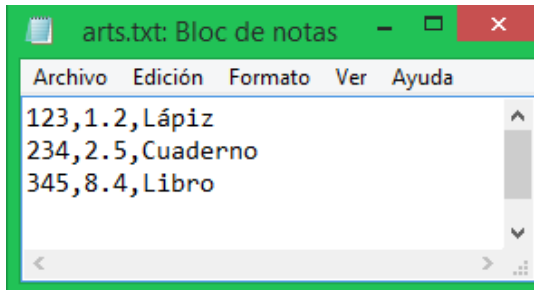 arts.txt: Bloc de notas
Archivo Edición Formato Ver Ayuda
123,1.2,Lápiz
234,2.5,Cuaderno
345,8.4,Libro